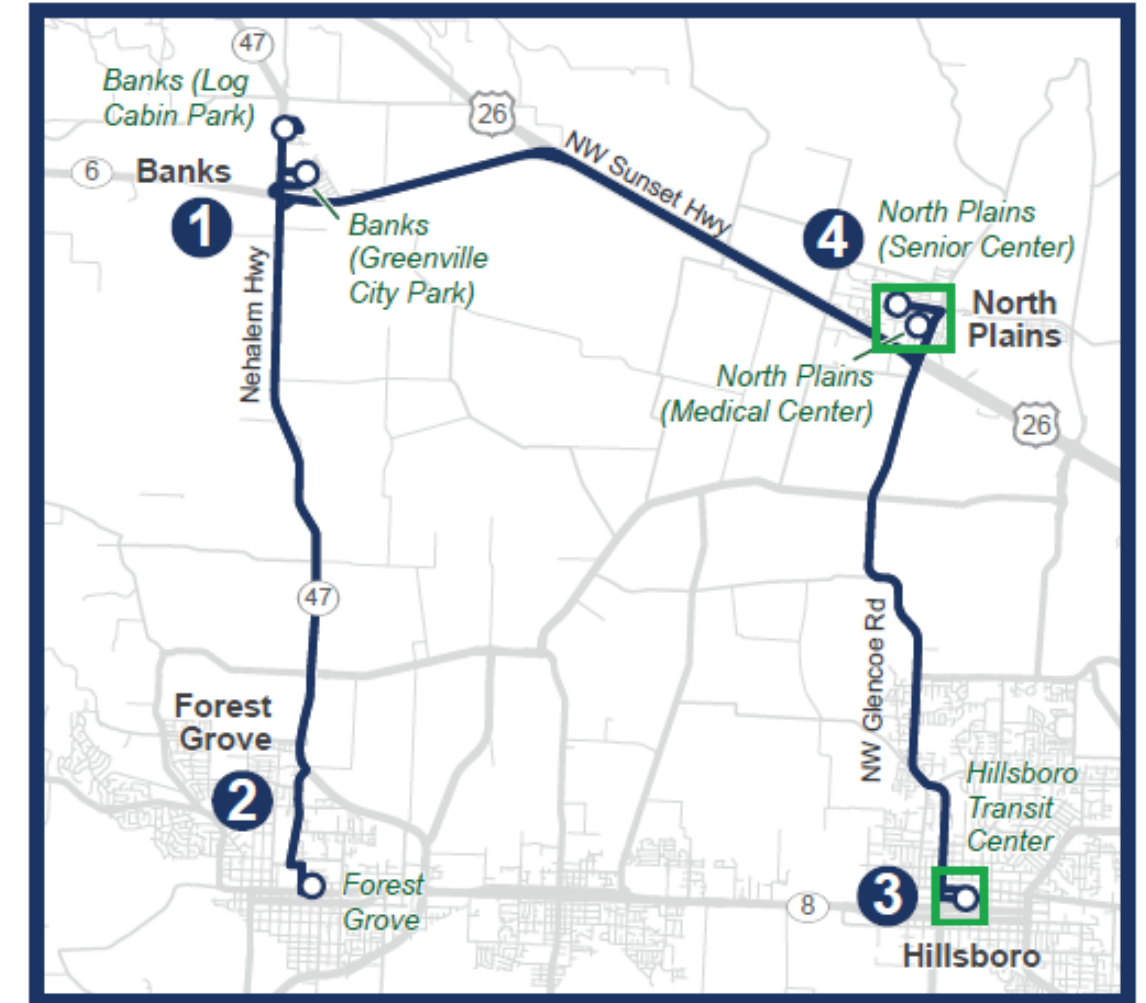 47
Banks (Log
Cabin Park)
26
NW Sunset Hwy
6
Banks
1
Banks
(Greenville
City Park)
4
North Plains
(Senior Center)
North
Plains
Nehalem Hwy
North Plains
(Medical Center)
26
47
NW Glencoe Rd
Forest
Grove
2
Hillsboro
Transit
Center
Forest
Grove
8
3
Hillsboro